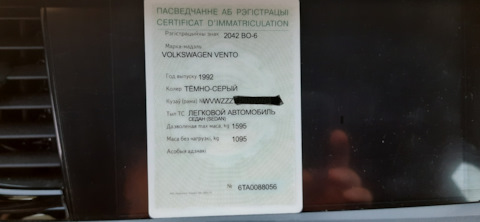 ПАСВЕДЧАННЕ АБ РЭГІСТРАЦЫІ
CERTIFICAT D'IMMATRICULATION
Рэгістрацыйны знак 2042 BO-6
Марка-мадэль
VOLKSWAGEN VENTO
Год выпуску 1992
Колер ТЁМНО-СЕРЫЙ
Кузаў (рама) № WVWZZZ
Тып ТС ЛЕГКОВОЙ АВТОМОБИЛЬ
СЕДАН (SEDAN)
Дазволеная max маса, kg 1595
Маса без нагрузкі, kg 1095
Асобыя адзнакі
№ 6TA0088056